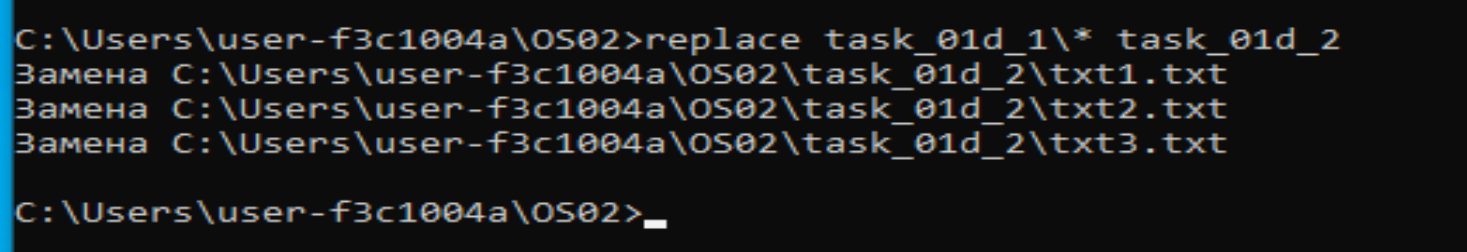 C:\Users\user-f3c1004a\OS02>replace task_01d_1\* task_01d_2
Замена C:\Users\user-f3c1004a\OS02\task_01d_2\txt1.txt
Замена C:\Users\user-f3c1004a\OS02\task_01d_2\txt2.txt
Замена C:\Users\user-f3c1004a\OS02\task_01d_2\txt3.txt
C:\Users\user-f3c1004a\OS02>